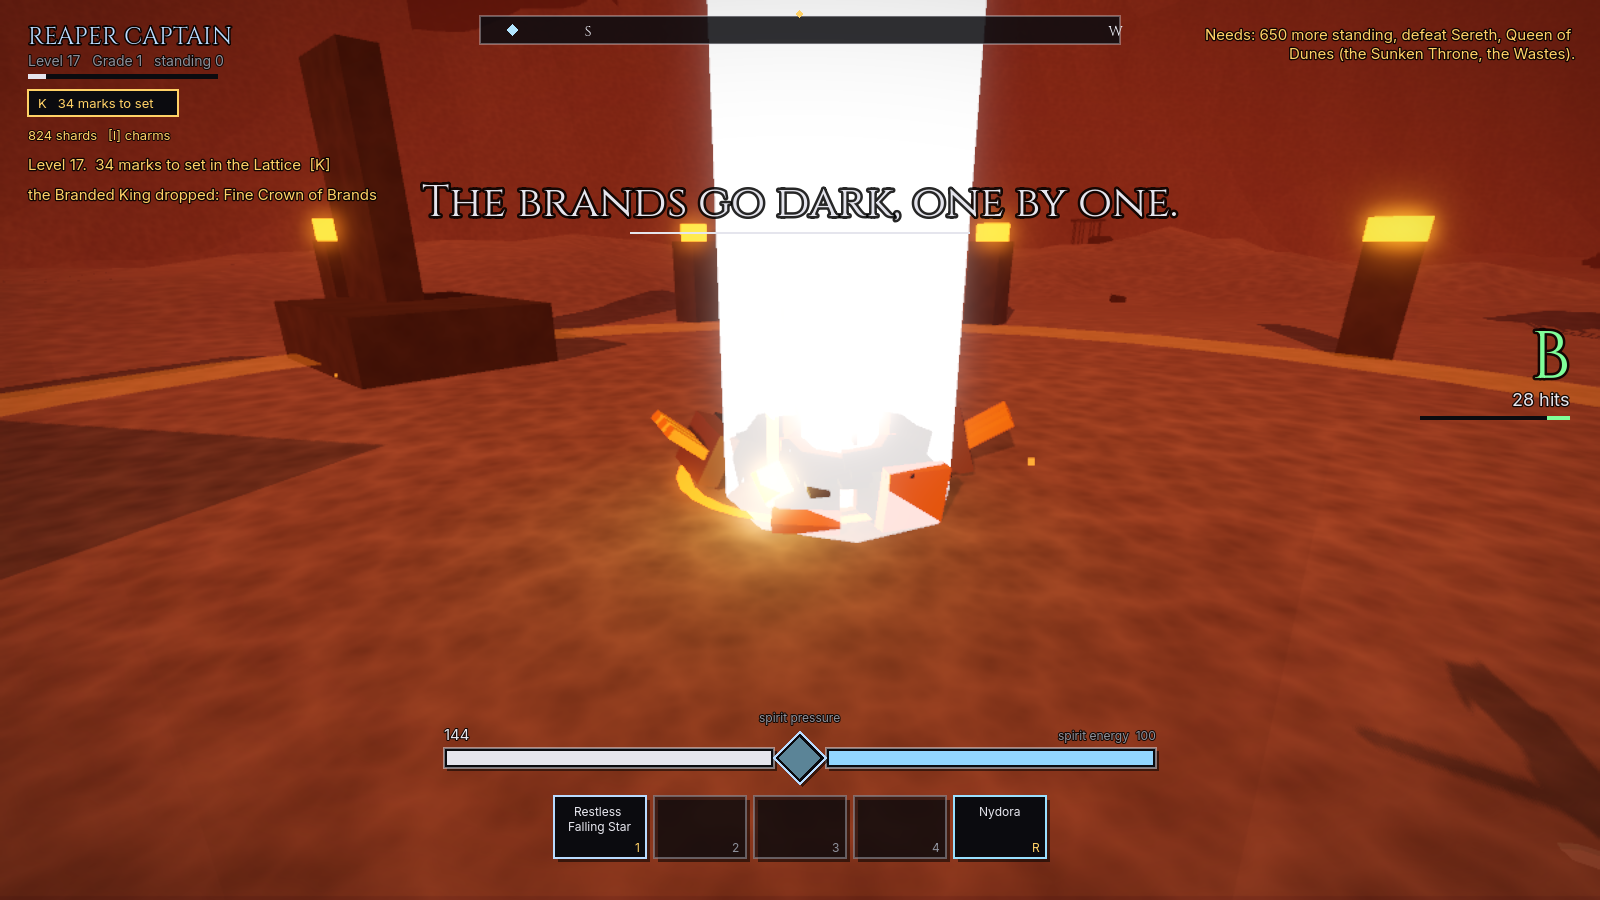 REAPER CAPTAIN
Level 17 Grade 1 standing 0
K 34 marks to set
824 shards [I] charms
Level 17. 34 marks to set in the Lattice [K]
the Branded King dropped: Fine Crown of Brands
S
W
Needs: 650 more standing, defeat Sereth, Queen of
Dunes (the Sunken Throne, the Wastes).
THE BRANDS GO DARK, ONE BY ONE.
B
28 hits
144
spirit pressure
spirit energy 100
Restless
Falling Star
1
2
3
4
Nydora
R